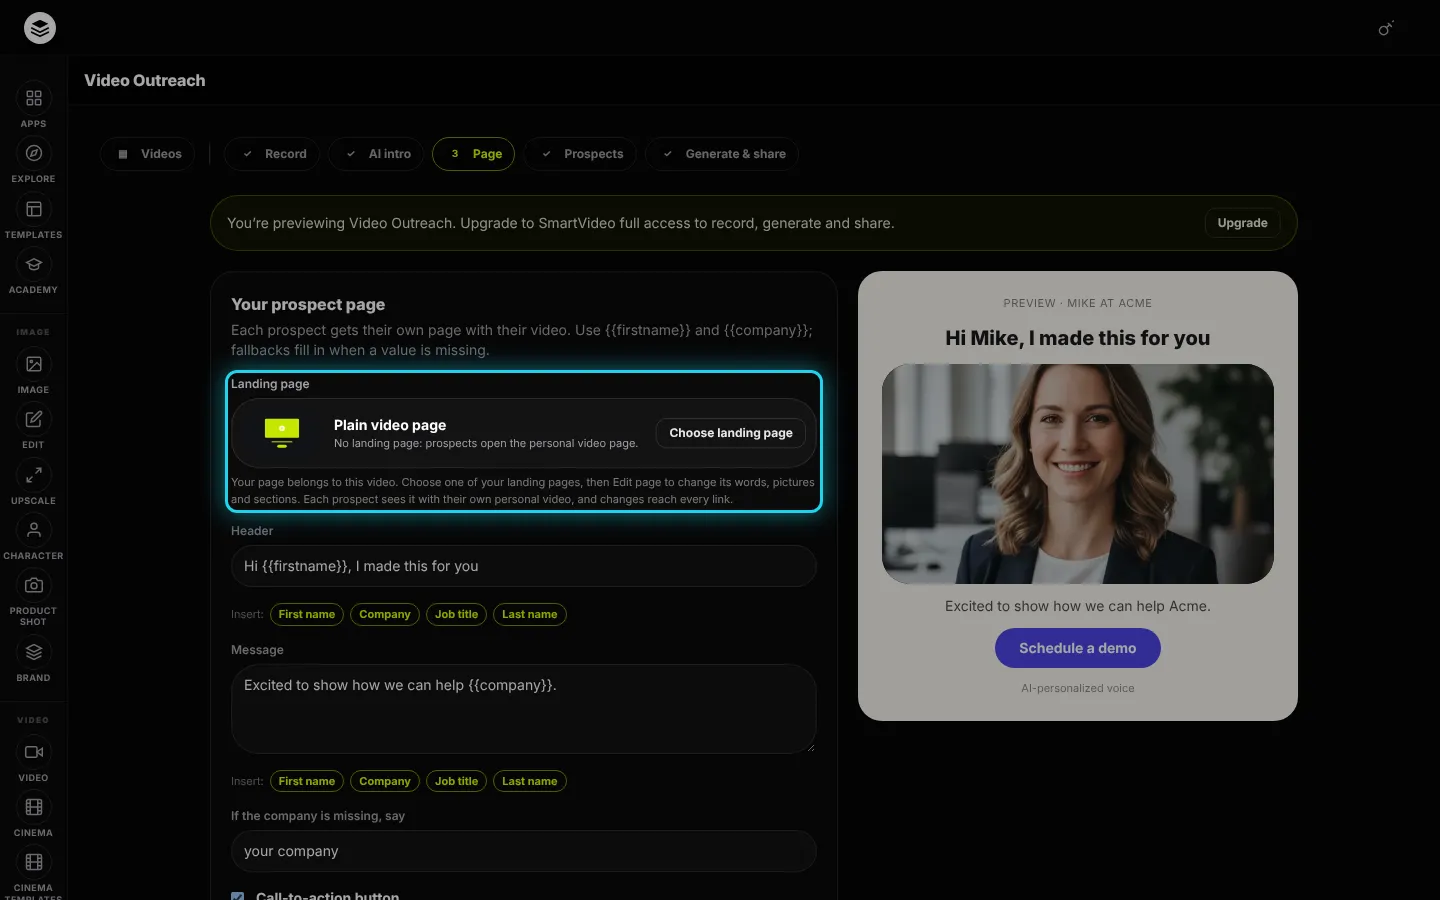 Video Outreach
APPS
EXPLORE
TEMPLATES
ACADEMY
IMAGE
IMAGE
EDIT
UPSCALE
CHARACTER
PRODUCT
SHOT
BRAND
VIDEO
VIDEO
CINEMA
CINEMA
TEMPLATES
Videos
Record
AI intro
3 Page
Prospects
Generate & share
You're previewing Video Outreach. Upgrade to SmartVideo full access to record, generate and share.
Upgrade
Your prospect page
Each prospect gets their own page with their video. Use {{firstname}} and {{company}};
fallbacks fill in when a value is missing.
Landing page
Plain video page
No landing page: prospects open the personal video page.
Choose landing page
Your page belongs to this video. Choose one of your landing pages, then Edit page to change its words, pictures
and sections. Each prospect sees it with their own personal video, and changes reach every link.
Header
Hi {{firstname}}, I made this for you
Insert: First name Company Job title Last name
Message
Excited to show how we can help {{company}}.
Insert: First name Company Job title Last name
If the company is missing, say
your company
Call-to-action button
PREVIEW · MIKE AT ACME
Hi Mike, I made this for you
Excited to show how we can help Acme.
Schedule a demo
AI-personalized voice